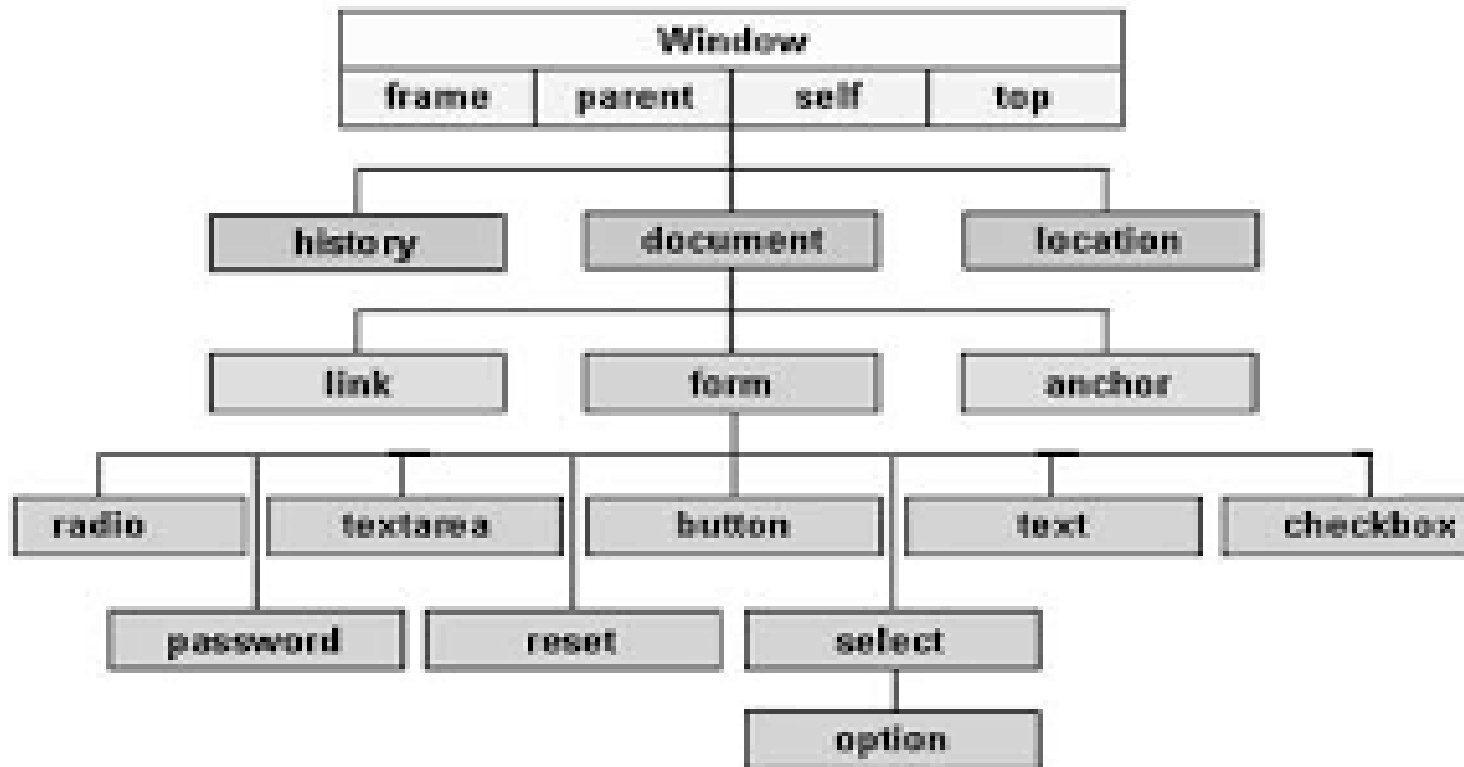 Window
frame parent self top
history document location
link form anchor
radio textarea button text checkbox
password reset select
option